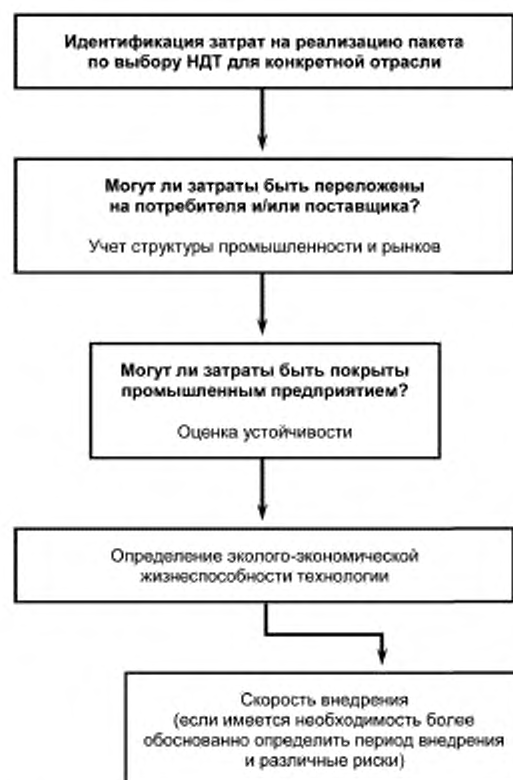 Идентификация затрат на реализацию пакета
по выбору НДТ для конкретной отрасли
Могут ли затраты быть переложены
на потребителя и/или поставщика?
Учет структуры промышленности и рынков
Могут ли затраты быть покрыты
промышленным предприятием?
Оценка устойчивости
Определение эколого-экономической
жизнеспособности технологии
Скорость внедрения
(если имеется необходимость более
обоснованно определить период внедрения
и различные риски)